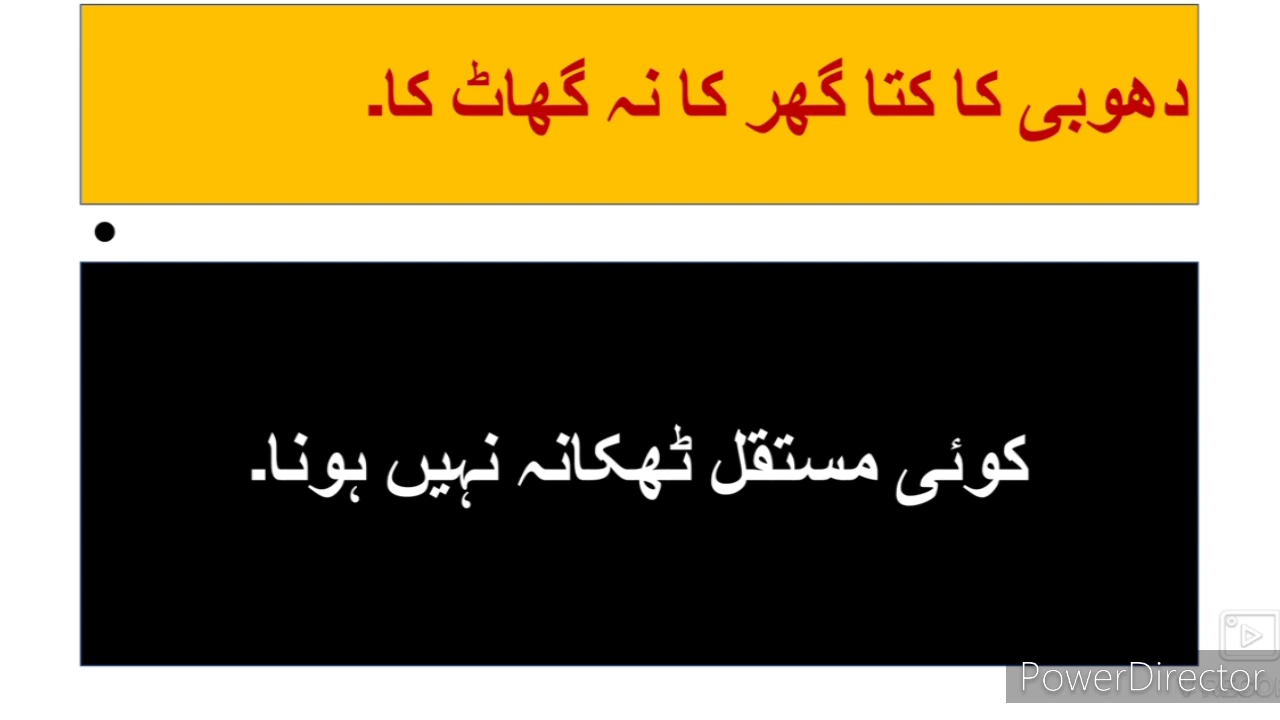 دھوبی کا کتا گھر کا نہ گھاٹ کا۔
کوئی مستقل ٹھکانہ نہیں ہونا۔
PowerDirector